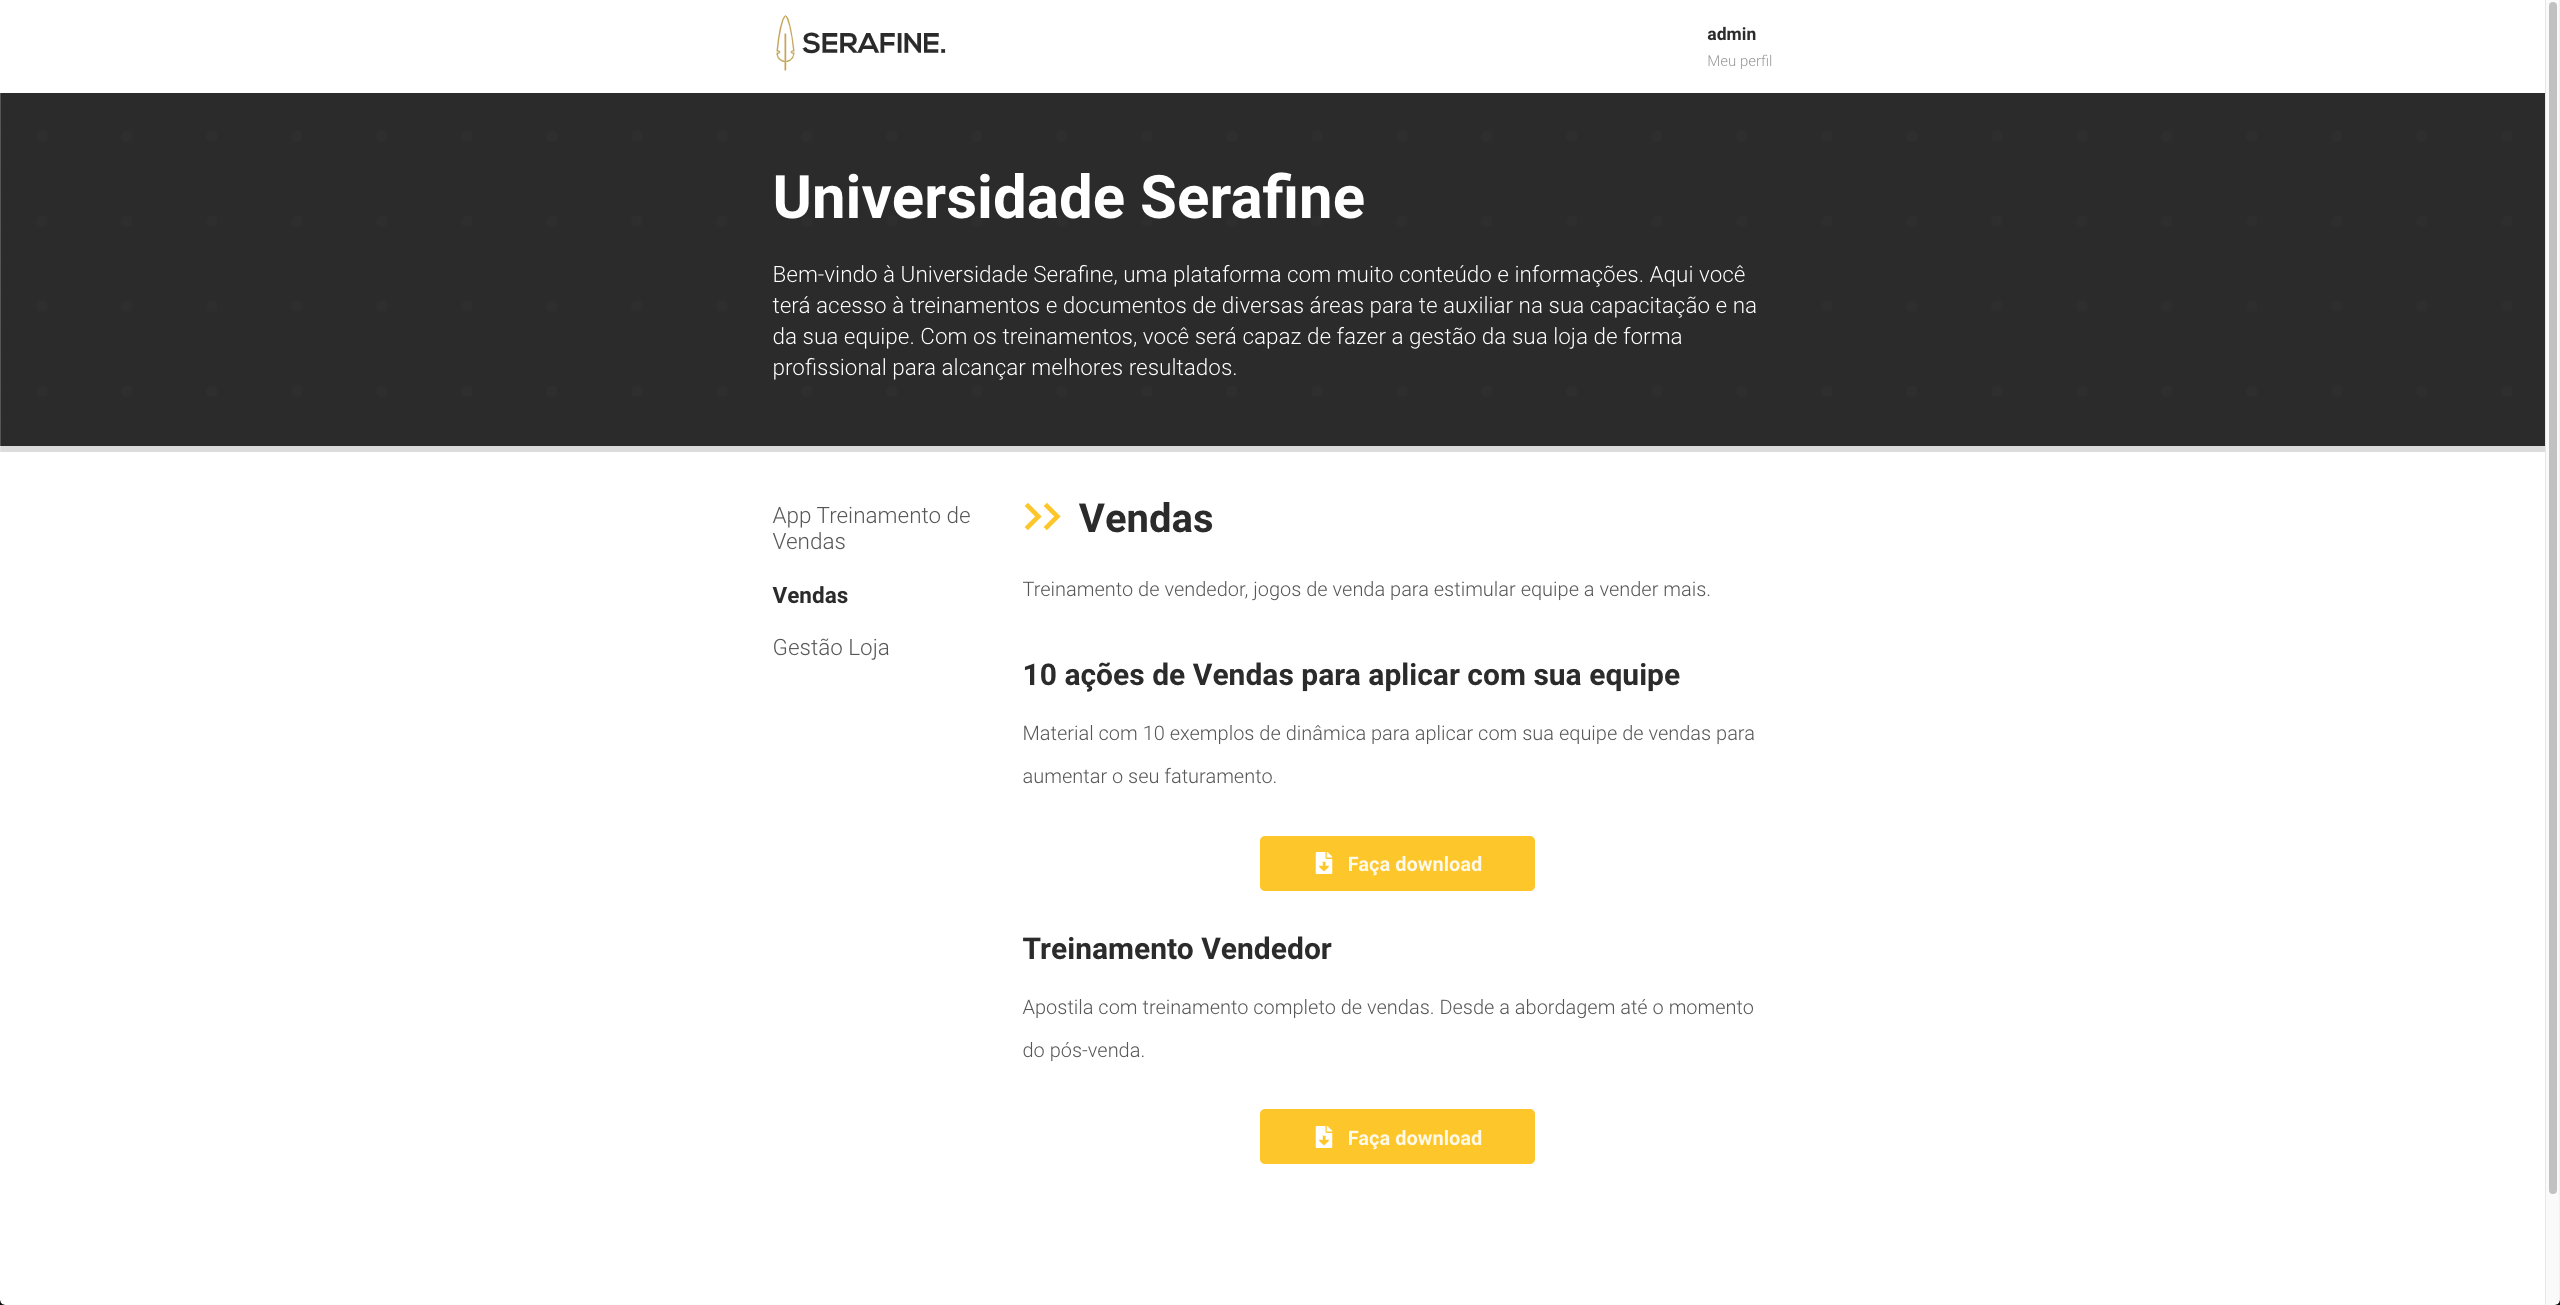 SERAFINE.
admin
Meu perfil
Universidade Serafine
Bem-vindo à Universidade Serafine, uma plataforma com muito conteúdo e informações. Aqui você
terá acesso à treinamentos e documentos de diversas áreas para te auxiliar na sua capacitação e na
da sua equipe. Com os treinamentos, você será capaz de fazer a gestão da sua loja de forma
profissional para alcançar melhores resultados.
App Treinamento de
Vendas
Vendas
Gestão Loja
Vendas
Treinamento de vendedor, jogos de venda para estimular equipe a vender mais.
10 ações de Vendas para aplicar com sua equipe
Material com 10 exemplos de dinâmica para aplicar com sua equipe de vendas para
aumentar o seu faturamento.
Faça download
Treinamento Vendedor
Apostila com treinamento completo de vendas. Desde a abordagem até o momento
do pós-venda.
Faça download